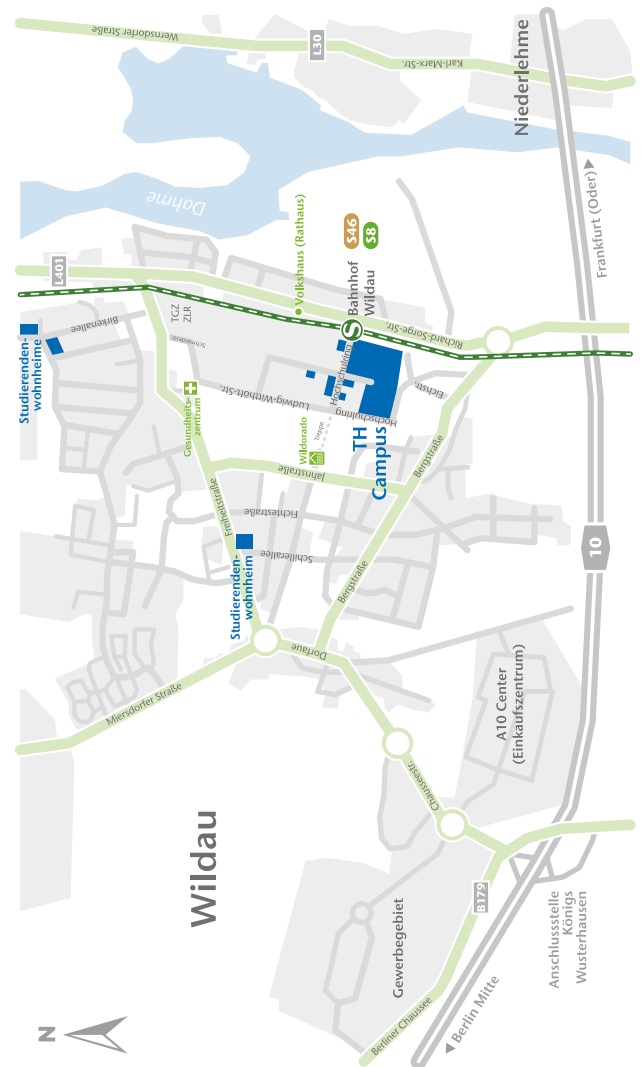 Wernsdorfer Straße
L30
Karl-Marx-Str.
Niederlehme
Dahme
Frankfurt (Oder)
L401
Volkshaus (Rathaus)
S46
S8
S
Bahnhof
Wildau
Richard-Sorge-Str.
Studierenden-
wohnheime
Birkenallee
TGZ
ZLR
Schmiedestr.
Hochschulring
Ludwig-Witthöft-Str.
Hochschulring
Eichstr.
Gesundheits-
zentrum
Wildorado
Treppe
TH
Campus
Jahnstraße
Bergstraße
Freiheitstraße
Fichtestraße
Schillerallee
Studierenden-
wohnheim
Bergstraße
10
Dorfaue
Miersdorfer Straße
A10 Center
(Einkaufszentrum)
Chausseestr.
Wildau
B179
Gewerbegebiet
Anschlussstelle
Königs
Wusterhausen
Berliner Chaussee
Berlin Mitte
N